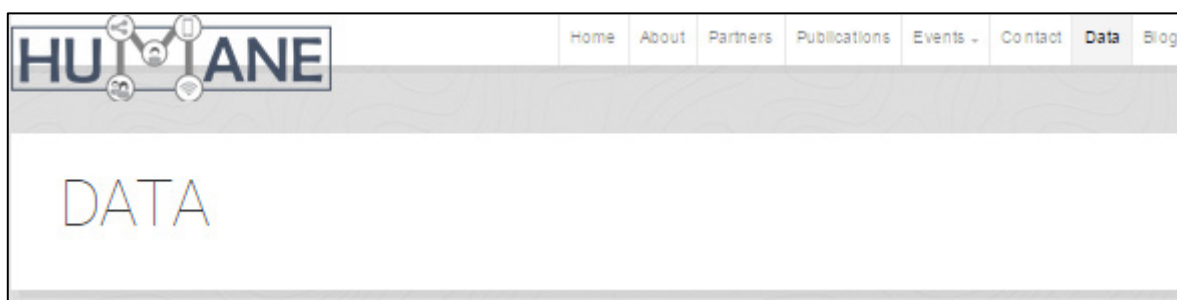 HUMANE
Home About Partners Publications Events Contact Data Blog
DATA